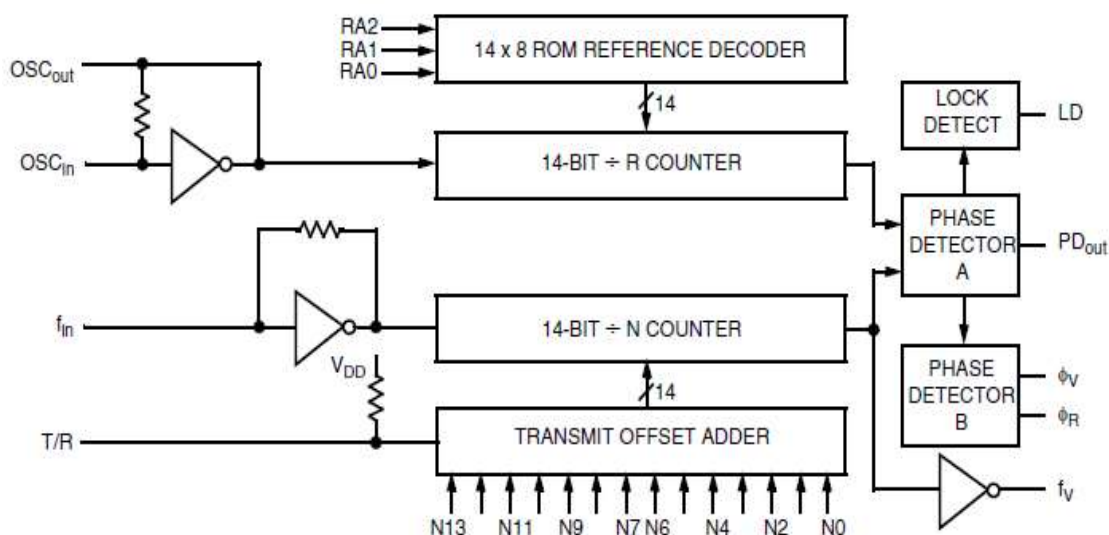 RA2
RA1
RA0
14 x 8 ROM REFERENCE DECODER
OSCout
14
LOCK
DETECT
LD
OSCin
14-BIT ÷ R COUNTER
PHASE
DETECTOR
A
PDout
fin
14-BIT ÷ N COUNTER
VDD
14
PHASE
DETECTOR
B
ϕV
ϕR
T/R
TRANSMIT OFFSET ADDER
fV
N13 N11 N9 N7 N6 N4 N2 N0